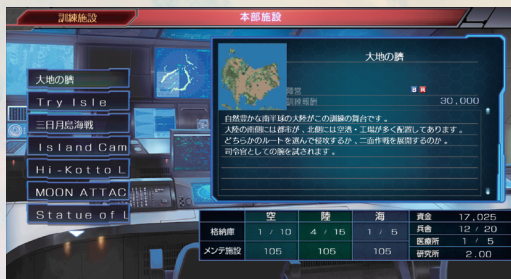 訓練施設
本部施設
大地の臍
Try Isle
三日月島海戦
Island Cam
Hi-Kotto L
MOON ATTAC
Statue of L
大地の臍
陣営
訓練報酬 30,000
自然豊かな南半球の大陸がこの訓練の舞台です。
大陸の南側には都市が、北側には空港・工場が多く配置してあります。
どちらかのルートを選んで侵攻するか、二面作戦を展開するのか。
司令官としての腕を試されます。
空 陸 海
格納庫 1 / 10 4 / 15 1 / 5
メンテ施設 105 105 105
資金 17,025
兵舎 12 / 20
医療所 1 / 5
研究所 2.00